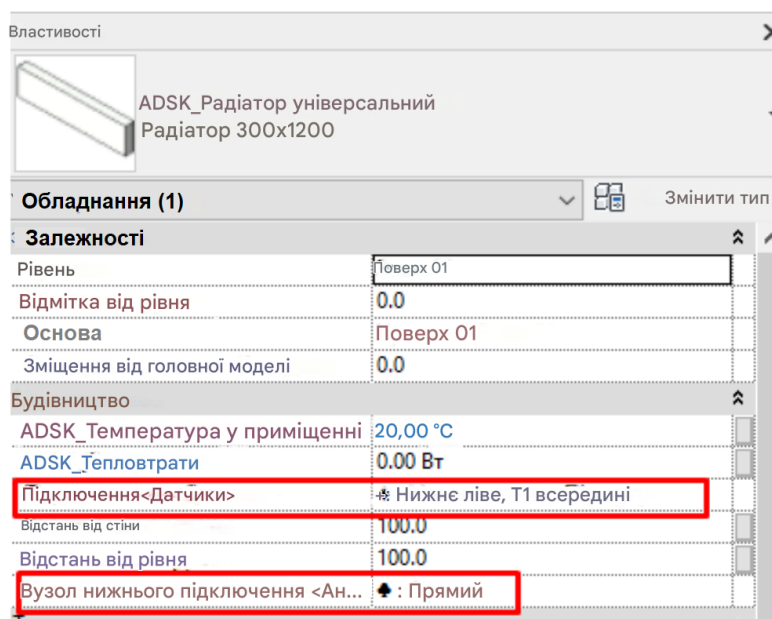 Властивості
ADSK_Радіатор універсальний
Радіатор 300x1200
Обладнання (1)
Змінити тип
Залежності
Рівень Поверх 01
Відмітка від рівня 0.0
Основа Поверх 01
Зміщення від головної моделі 0.0
Будівництво
ADSK_Температура у приміщенні 20,00 °C
ADSK_Тепловтрати 0.00 Вт
Підключення<Датчики> Нижнє ліве, Т1 всередині
Відстань від стіни 100.0
Відстань від рівня 100.0
Вузол нижнього підключення <Ан... : Прямий